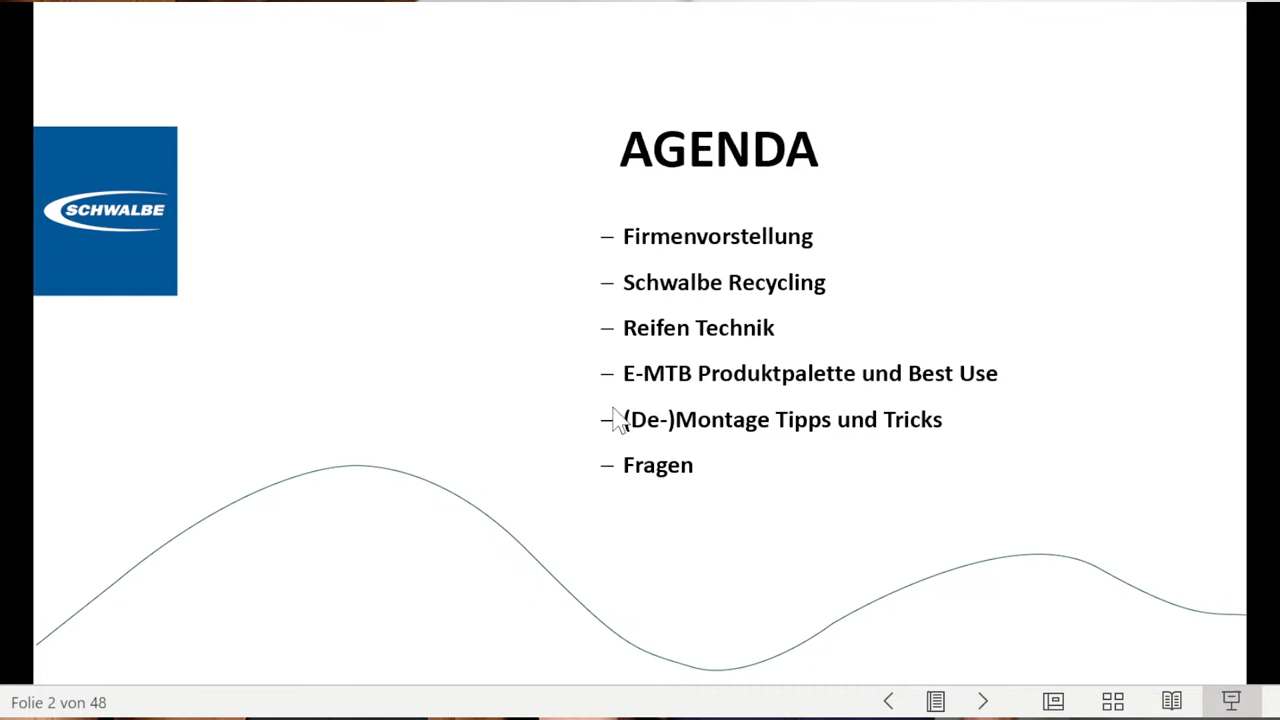 AGENDA
SCHWALBE
– Firmenvorstellung
– Schwalbe Recycling
– Reifen Technik
– E-MTB Produktpalette und Best Use
– (De-)Montage Tipps und Tricks
– Fragen
Folie 2 von 48